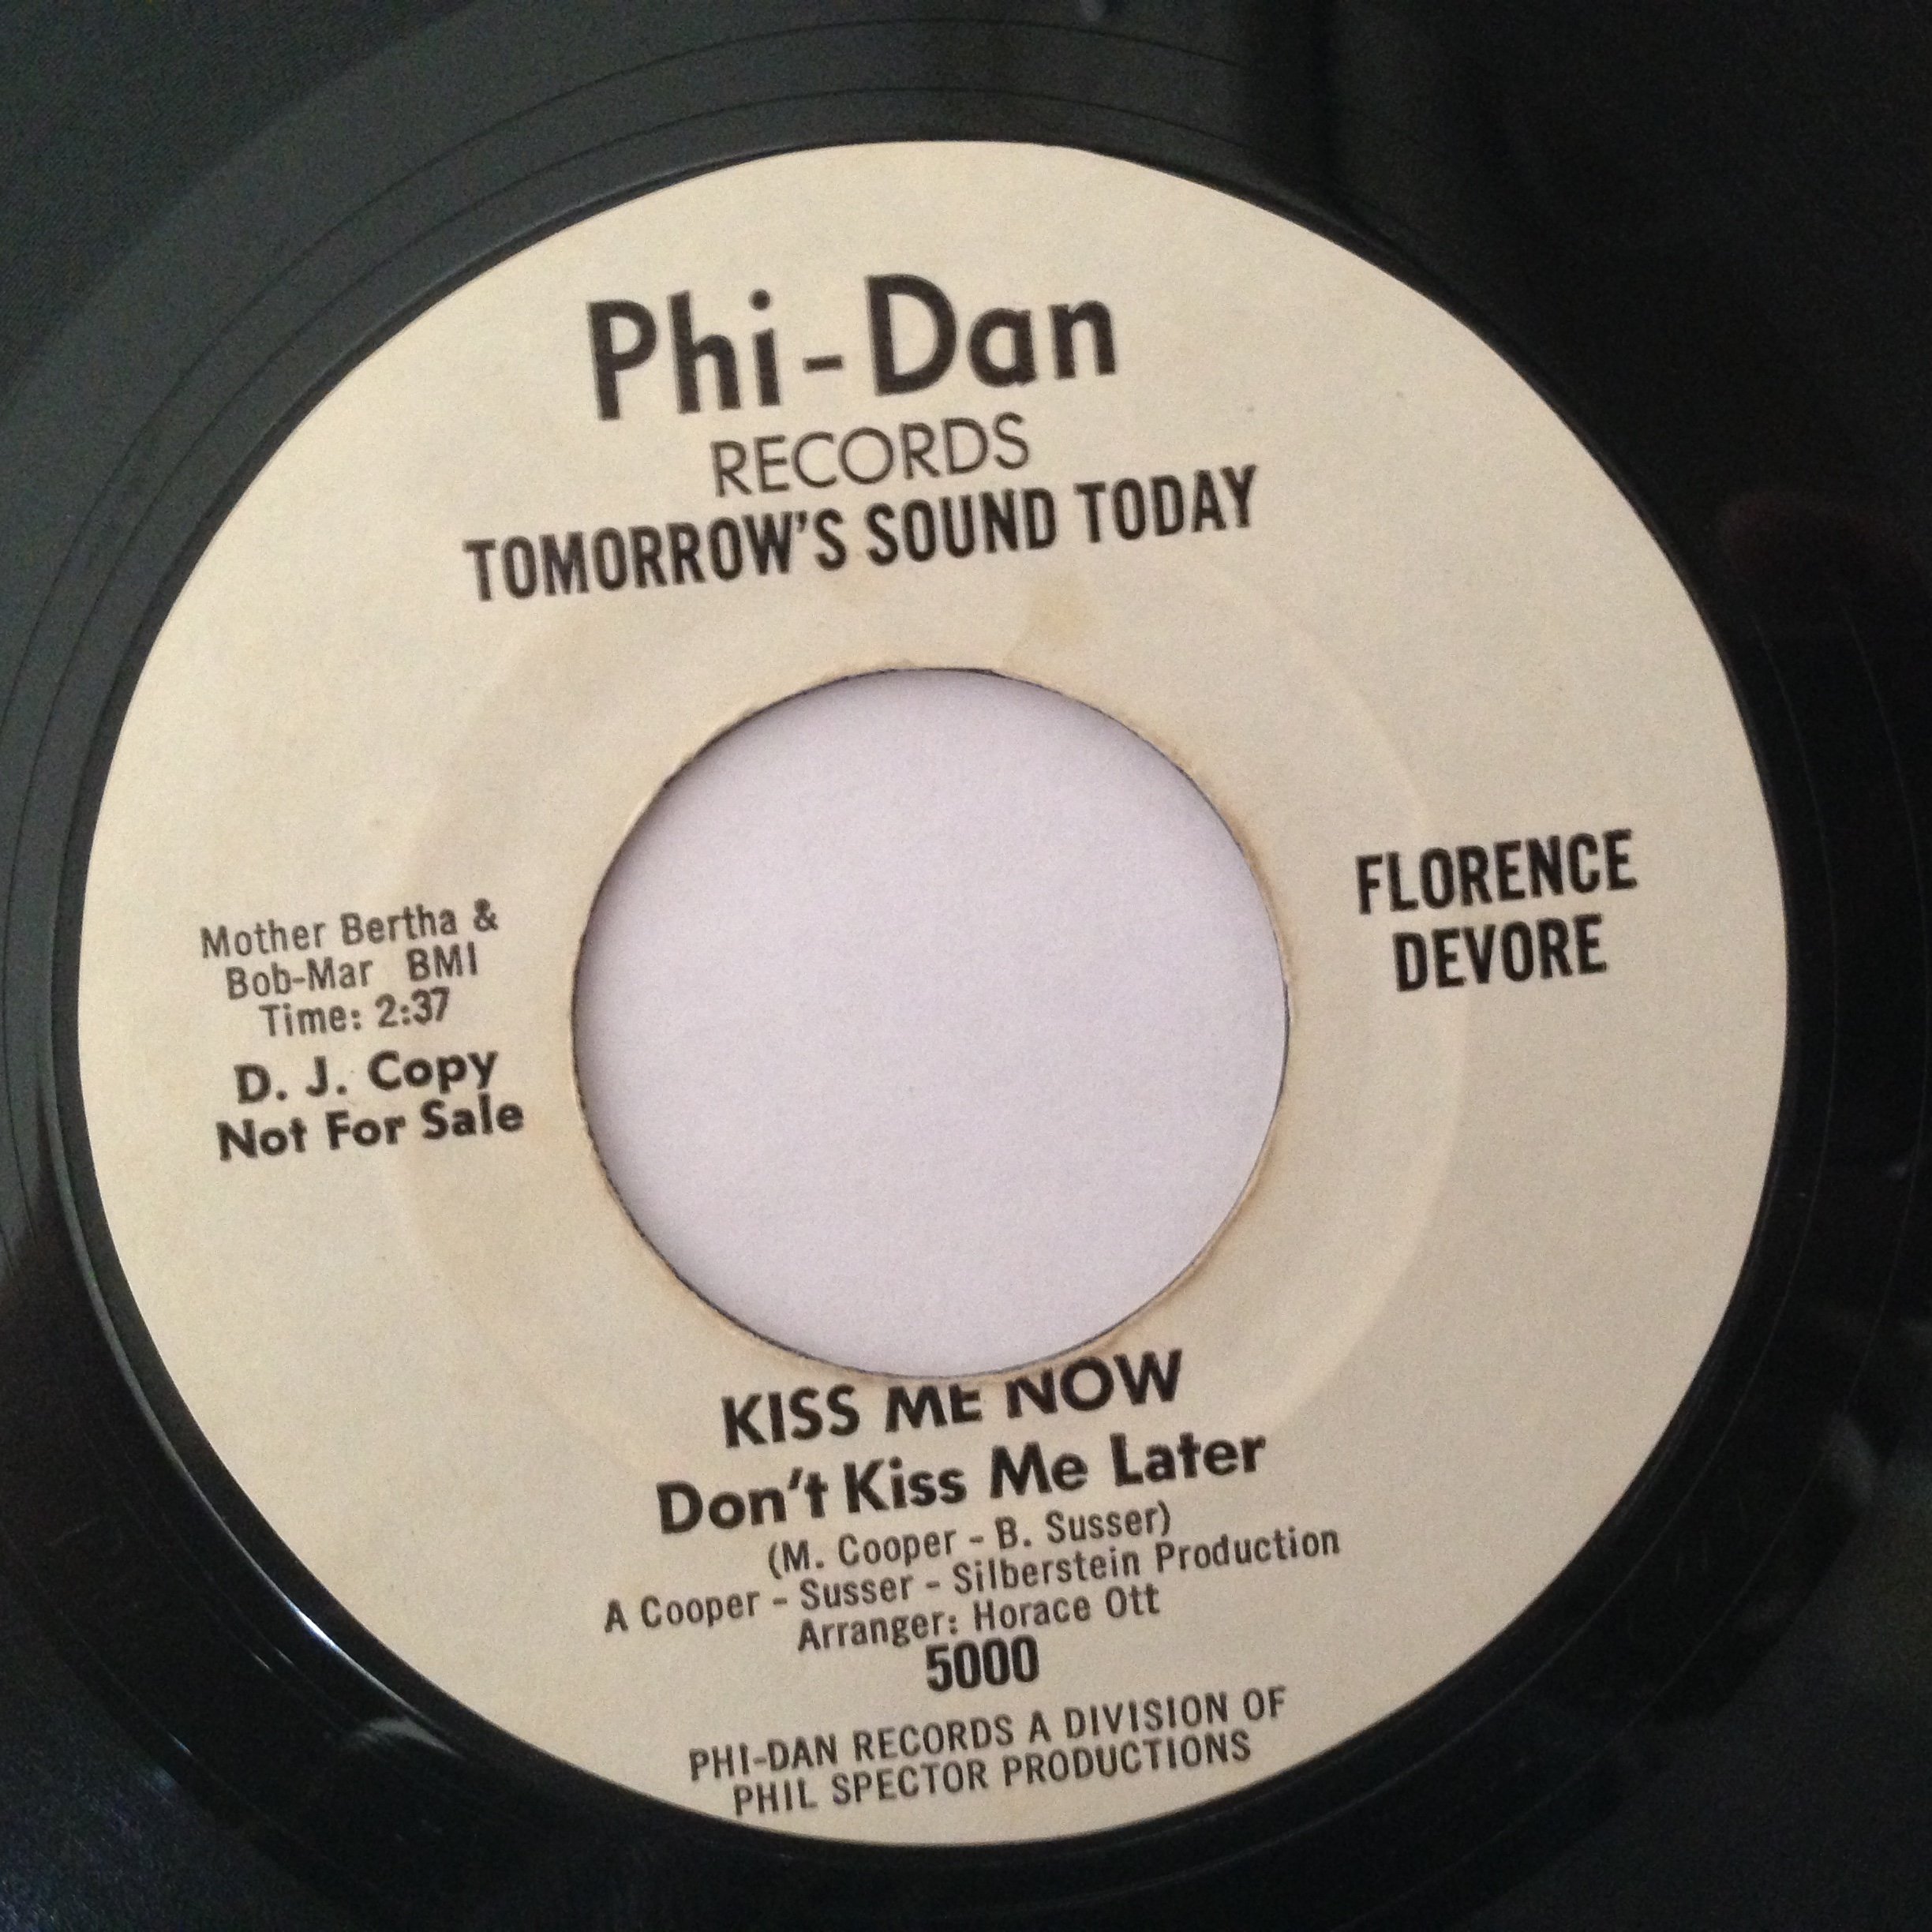 Phi-Dan
RECORDS
TOMORROW'S SOUND TODAY
FLORENCE
DEVORE
Mother Bertha &
Bob-Mar BMI
Time: 2:37
D. J. Copy
Not For Sale
KISS ME NOW
Don't Kiss Me Later
(M. Cooper - B. Susser)
A Cooper - Susser - Silberstein Production
Arranger: Horace Ott
5000
PHI-DAN RECORDS A DIVISION OF
PHIL SPECTOR PRODUCTIONS